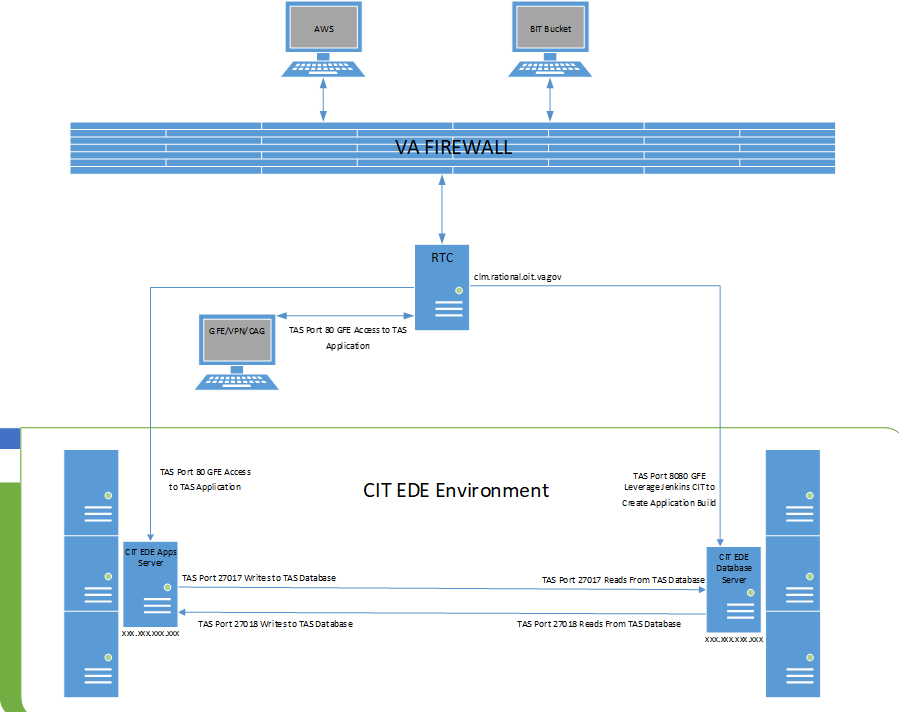 AWS
BIT Bucket
VA FIREWALL
RTC
clm.rational.oit.va.gov
GFE/VPN/CAG
TAS Port 80 GFE Access to TAS
Application
TAS Port 80 GFE Access
to TAS Application
CIT EDE Environment
TAS Port 8080 GFE
Leverage Jenkins CIT to
Create Application Build
CIT EDE Apps
Server
CIT EDE
Database
Server
TAS Port 27017 Writes to TAS Database
TAS Port 27017 Reads From TAS Database
TAS Port 27018 Writes to TAS Database
TAS Port 27018 Reads From TAS Database
xxx.xxx.xxx.xxx
xxx.xxx.xxx.xxx